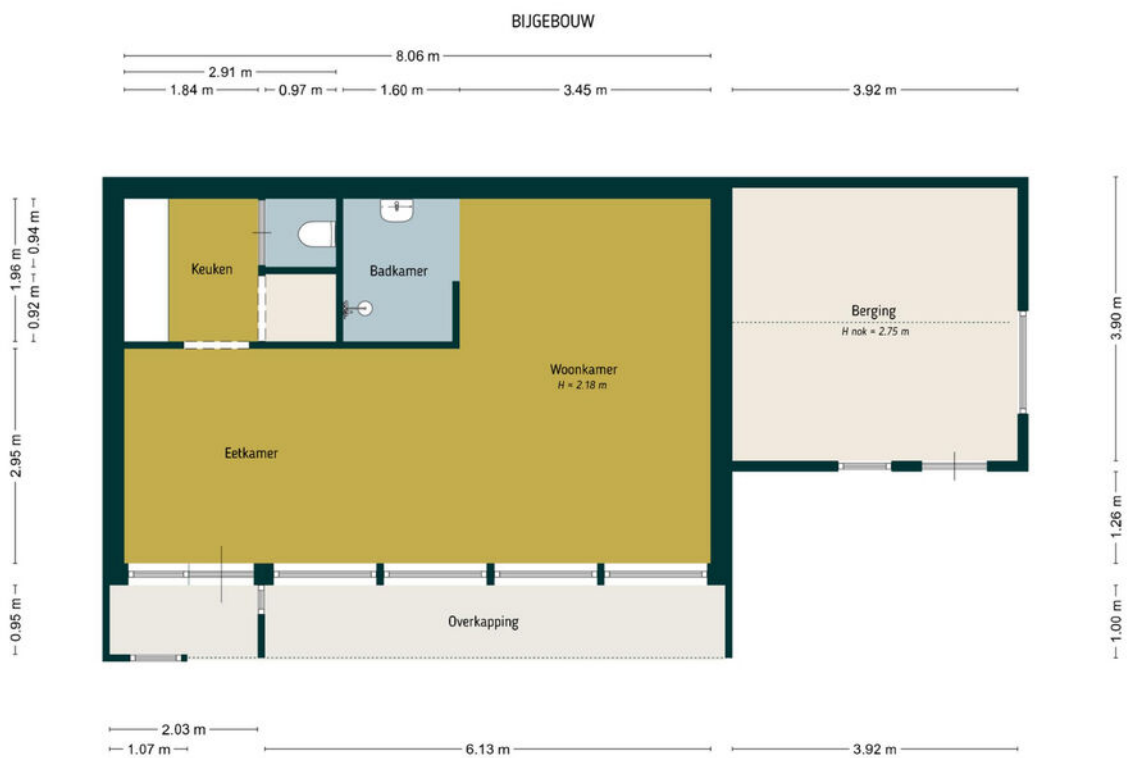 BIJGEBOUW
8.06 m
2.91 m
1.84 m
0.97 m
1.60 m
3.45 m
3.92 m
0.94 m
1.96 m
0.92 m
2.95 m
0.95 m
Keuken
Badkamer
Woonkamer
H = 2.18 m
Eetkamer
Berging
H nok = 2.75 m
Overkapping
3.90 m
1.26 m
1.00 m
2.03 m
1.07 m
6.13 m
3.92 m